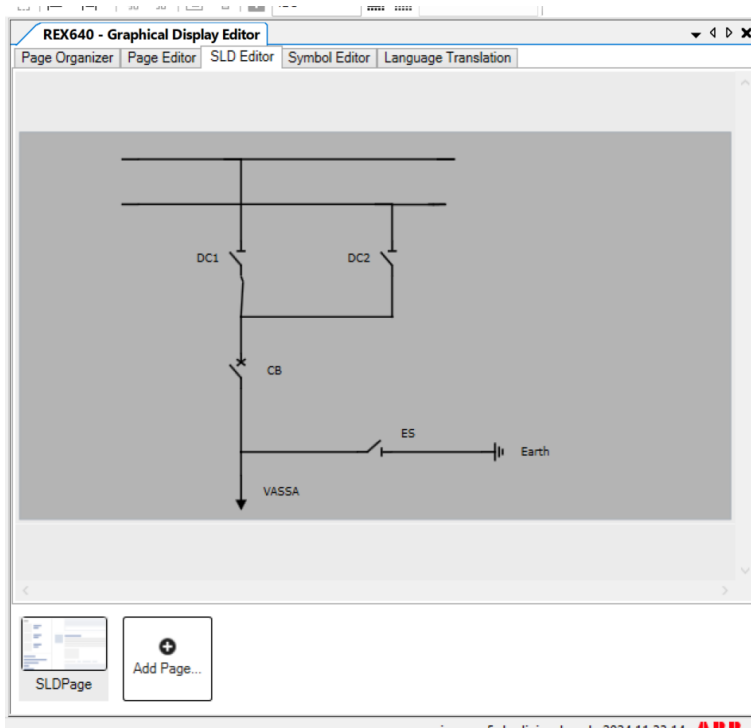 REX640 - Graphical Display Editor
Page Organizer Page Editor SLD Editor Symbol Editor Language Translation
DC1 DC2
CB
ES
Earth
VASSA
Add Page...
SLDPage
ABB